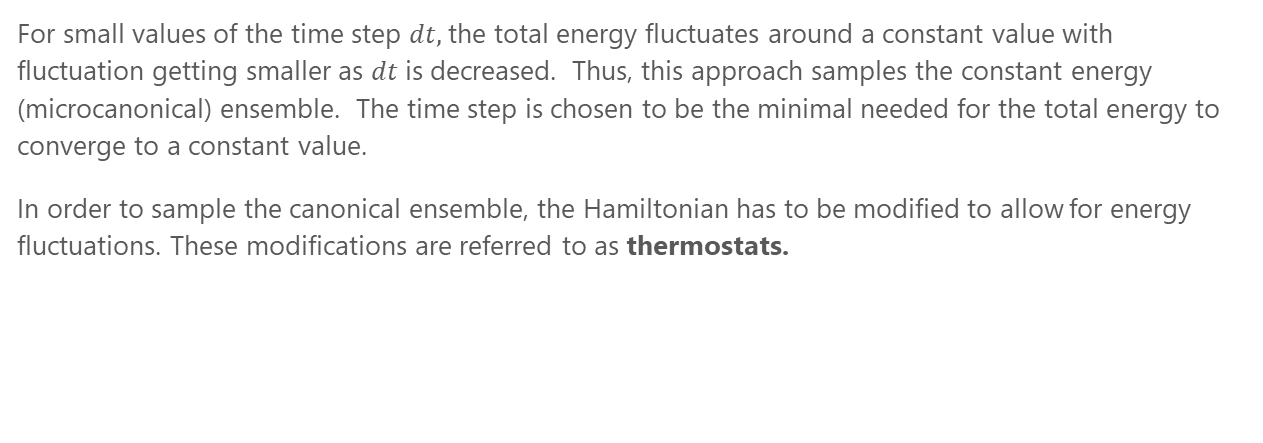 For small values of the time step dt, the total energy fluctuates around a constant value with
fluctuation getting smaller as dt is decreased.  Thus, this approach samples the constant energy
(microcanonical) ensemble.  The time step is chosen to be the minimal needed for the total energy to
converge to a constant value.
In order to sample the canonical ensemble, the Hamiltonian has to be modified to allow for energy
fluctuations. These modifications are referred to as thermostats.